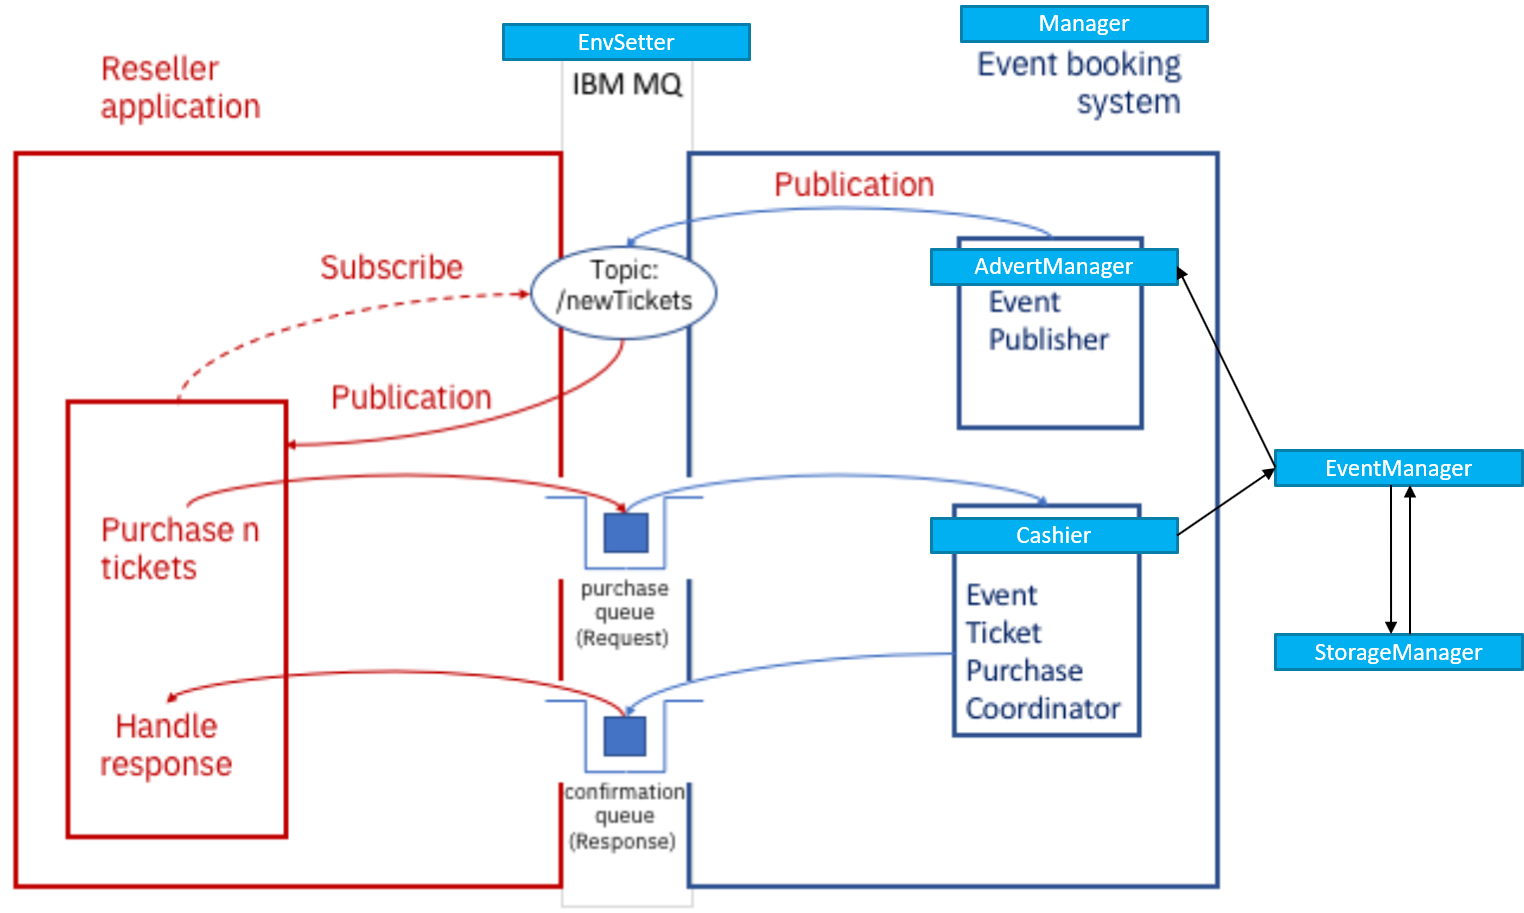 EnvSetter
Manager
IBM MQ
Reseller
application
Event booking
system
Publication
Subscribe
Topic:
/newTickets
AdvertManager
Event
Publisher
Publication
EventManager
Purchase n
tickets
Cashier
purchase
queue
(Request)
Event
Ticket
Purchase
Coordinator
StorageManager
Handle
response
confirmation
queue
(Response)